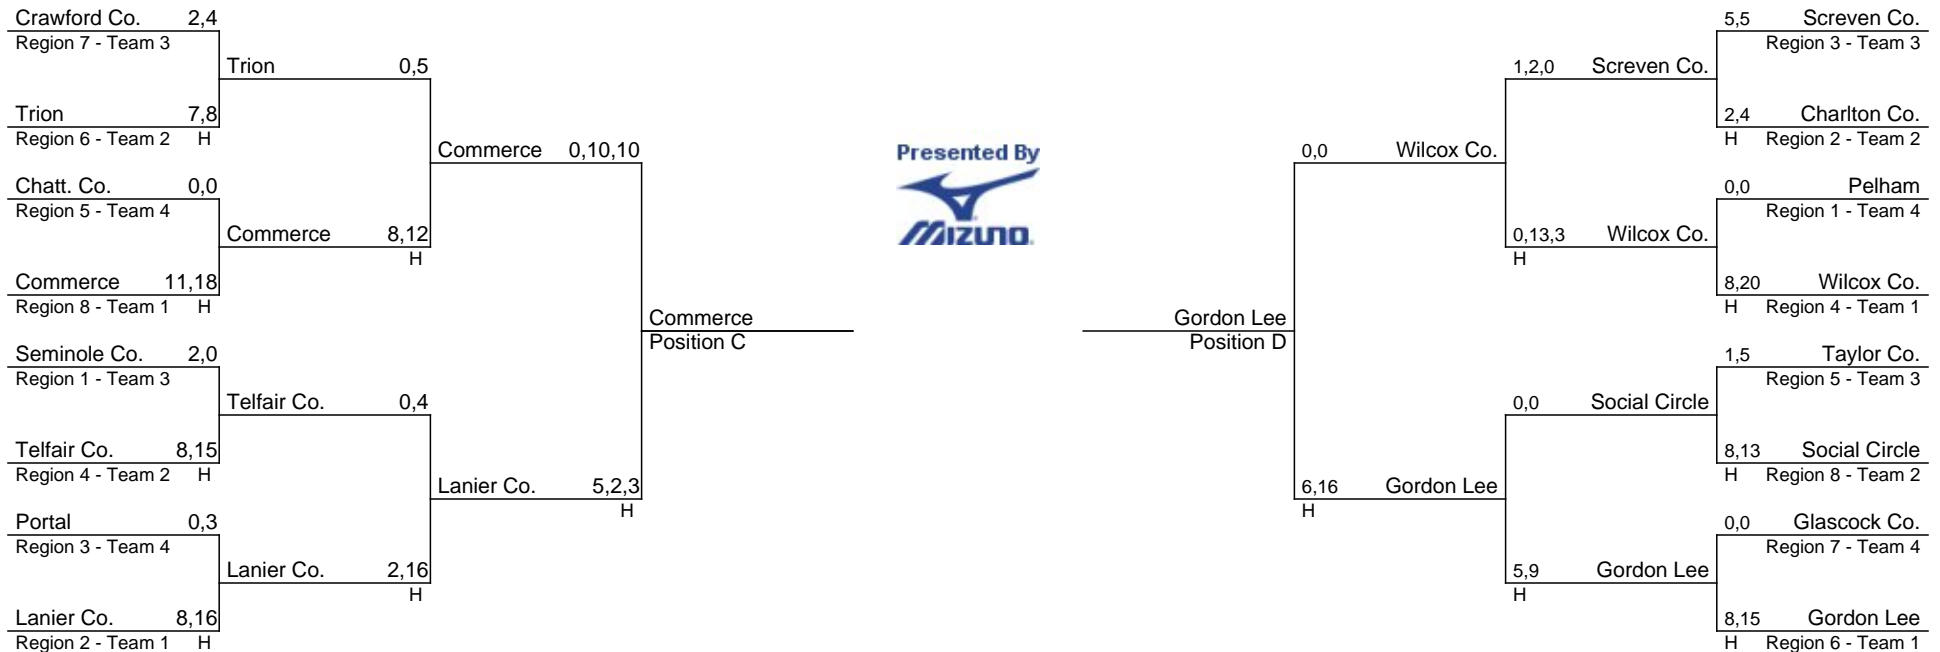 Crawford Co. 2,4
Region 7 - Team 3
Trion 0,5
Trion 7,8
Region 6 - Team 2 H
Commerce 0,10,10
Chatt. Co. 0,0
Region 5 - Team 4
Commerce 8,12
H
Commerce 11,18
Region 8 - Team 1 H
Commerce
Position C
Seminole Co. 2,0
Region 1 - Team 3
Telfair Co. 0,4
Telfair Co. 8,15
Region 4 - Team 2 H
Lanier Co. 5,2,3
H
Portal 0,3
Region 3 - Team 4
Lanier Co. 2,16
H
Lanier Co. 8,16
Region 2 - Team 1 H
Presented By
MIZUNO
5,5 Screven Co.
Region 3 - Team 3
1,2,0 Screven Co.
2,4 Charlton Co.
H Region 2 - Team 2
0,0 Wilcox Co.
0,0 Pelham
Region 1 - Team 4
0,13,3 Wilcox Co.
H
8,20 Wilcox Co.
H Region 4 - Team 1
Gordon Lee
Position D
1,5 Taylor Co.
Region 5 - Team 3
0,0 Social Circle
8,13 Social Circle
H Region 8 - Team 2
6,16 Gordon Lee
H
0,0 Glascock Co.
Region 7 - Team 4
5,9 Gordon Lee
H
8,15 Gordon Lee
H Region 6 - Team 1